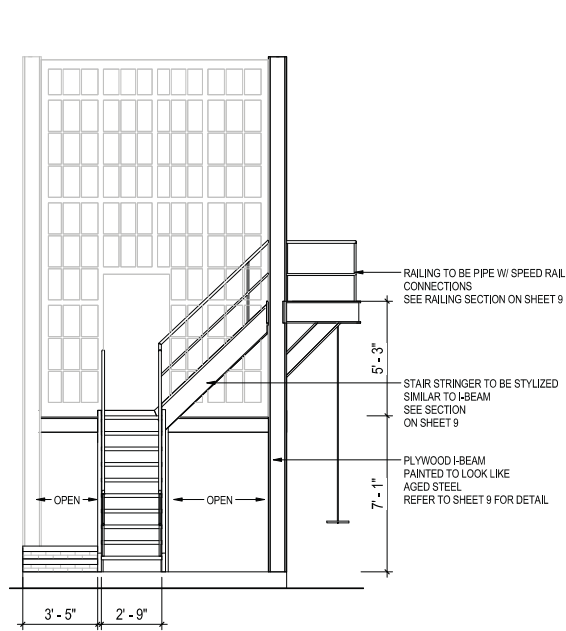 RAILING TO BE PIPE W/ SPEED RAIL
CONNECTIONS
SEE RAILING SECTION ON SHEET 9
5' - 3"
STAIR STRINGER TO BE STYLIZED
SIMILAR TO I-BEAM
SEE SECTION
ON SHEET 9
PLYWOOD I-BEAM
PAINTED TO LOOK LIKE
AGED STEEL
REFER TO SHEET 9 FOR DETAIL
7' - 1"
OPEN
OPEN
3' - 5"
2' - 9"